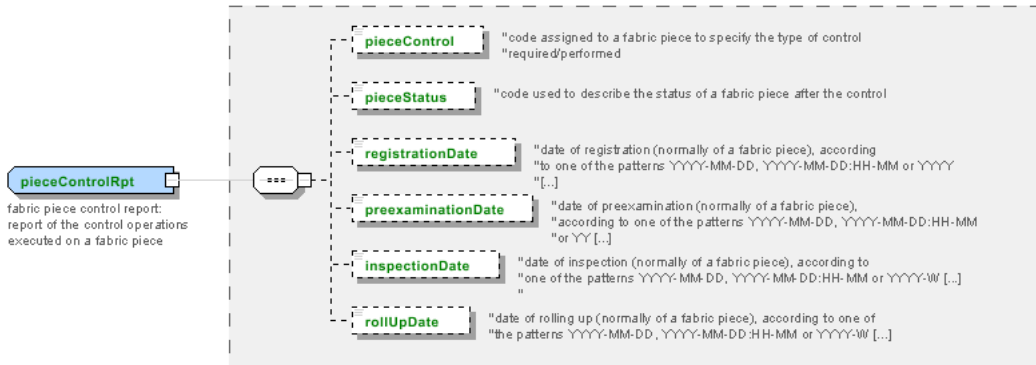 pieceControl
"code assigned to a fabric piece to specify the type of control
"required/performed
pieceStatus
"code used to describe the status of a fabric piece after the control
registrationDate
"date of registration (normally of a fabric piece), according
"to one of the patterns YYYY-MM-DD, YYYY-MM-DD:HH-MM or YYYY
"[...]
pieceControlRpt
fabric piece control report:
report of the control operations
executed on a fabric piece
preexaminationDate
"date of preexamination (normally of a fabric piece),
"according to one of the patterns YYYY-MM-DD, YYYY-MM-DD:HH-MM
"or YY [...]
inspectionDate
"date of inspection (normally of a fabric piece), according to
"one of the patterns YYYY-MM-DD, YYYY-MM-DD:HH-MM or YYYY-W [...]
"
rollUpDate
"date of rolling up (normally of a fabric piece), according to one of
"the patterns YYYY-MM-DD, YYYY-MM-DD:HH-MM or YYYY-W [...]